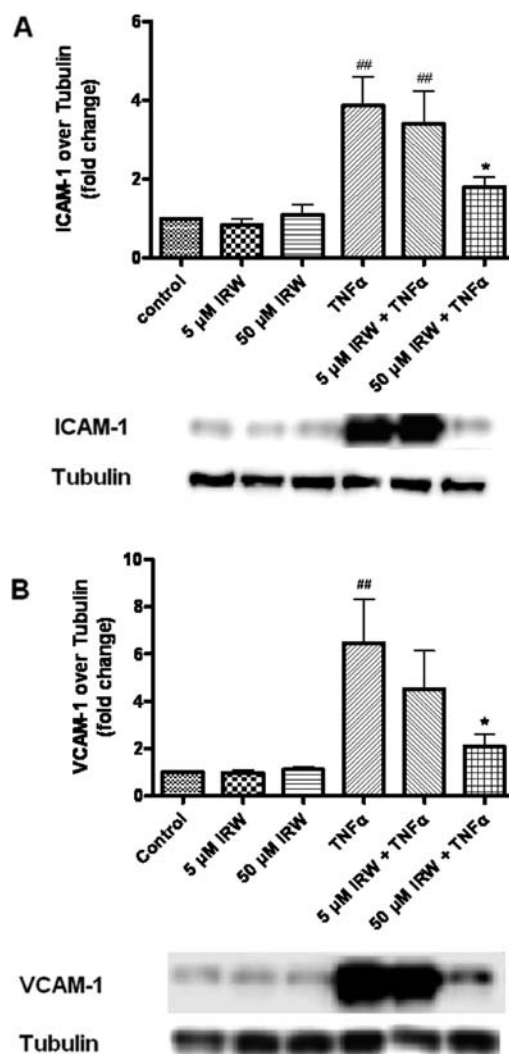 A
ICAM-1 over Tubulin
(fold change)
6
4
2
0
##
##
*
control
5 µM IRW
50 µM IRW
TNFα
5 µM IRW + TNFα
50 µM IRW + TNFα
ICAM-1
Tubulin
B
VCAM-1 over Tubulin
(fold change)
10
8
6
4
2
0
##
*
Control
5 µM IRW
50 µM IRW
TNFα
5 µM IRW + TNFα
50 µM IRW + TNFα
VCAM-1
Tubulin